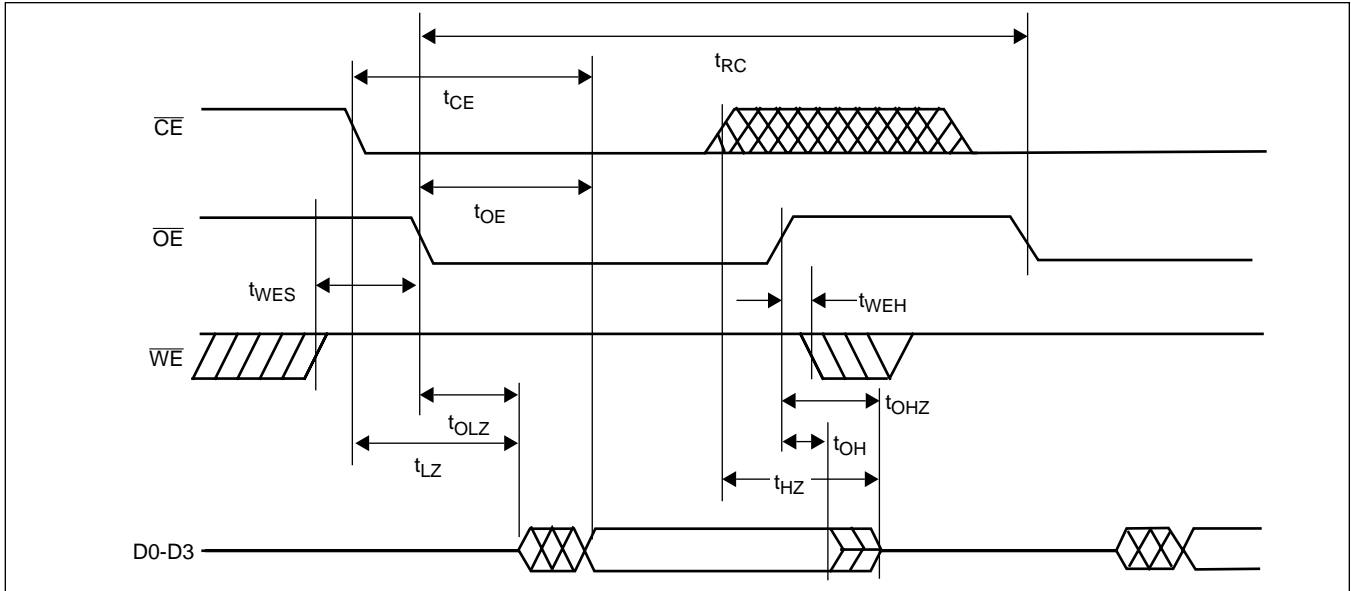 tRC
tCE
CE
tOE
OE
tWES
tWEH
WE
tOHZ
tOLZ
tOH
tLZ
tHZ
D0-D3